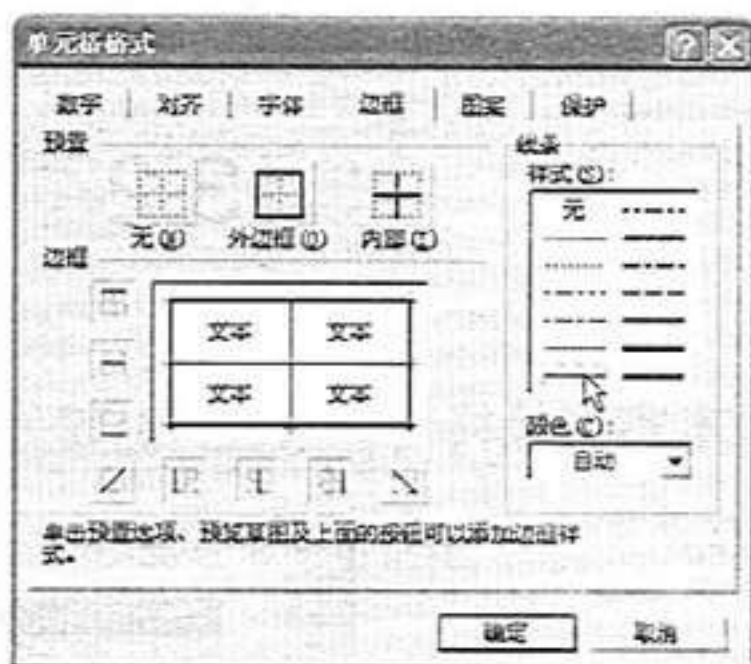 单元格格式
数字 对齐 字体 边框 图案 保护
预置
无(N) 外边框(O) 内部(I)
边框
文本 文本
文本 文本
线条
样式(S):
无
颜色(C):
自动
单击预置选项、预览草图及上面的按钮可以添加边框样
式。
确定 取消